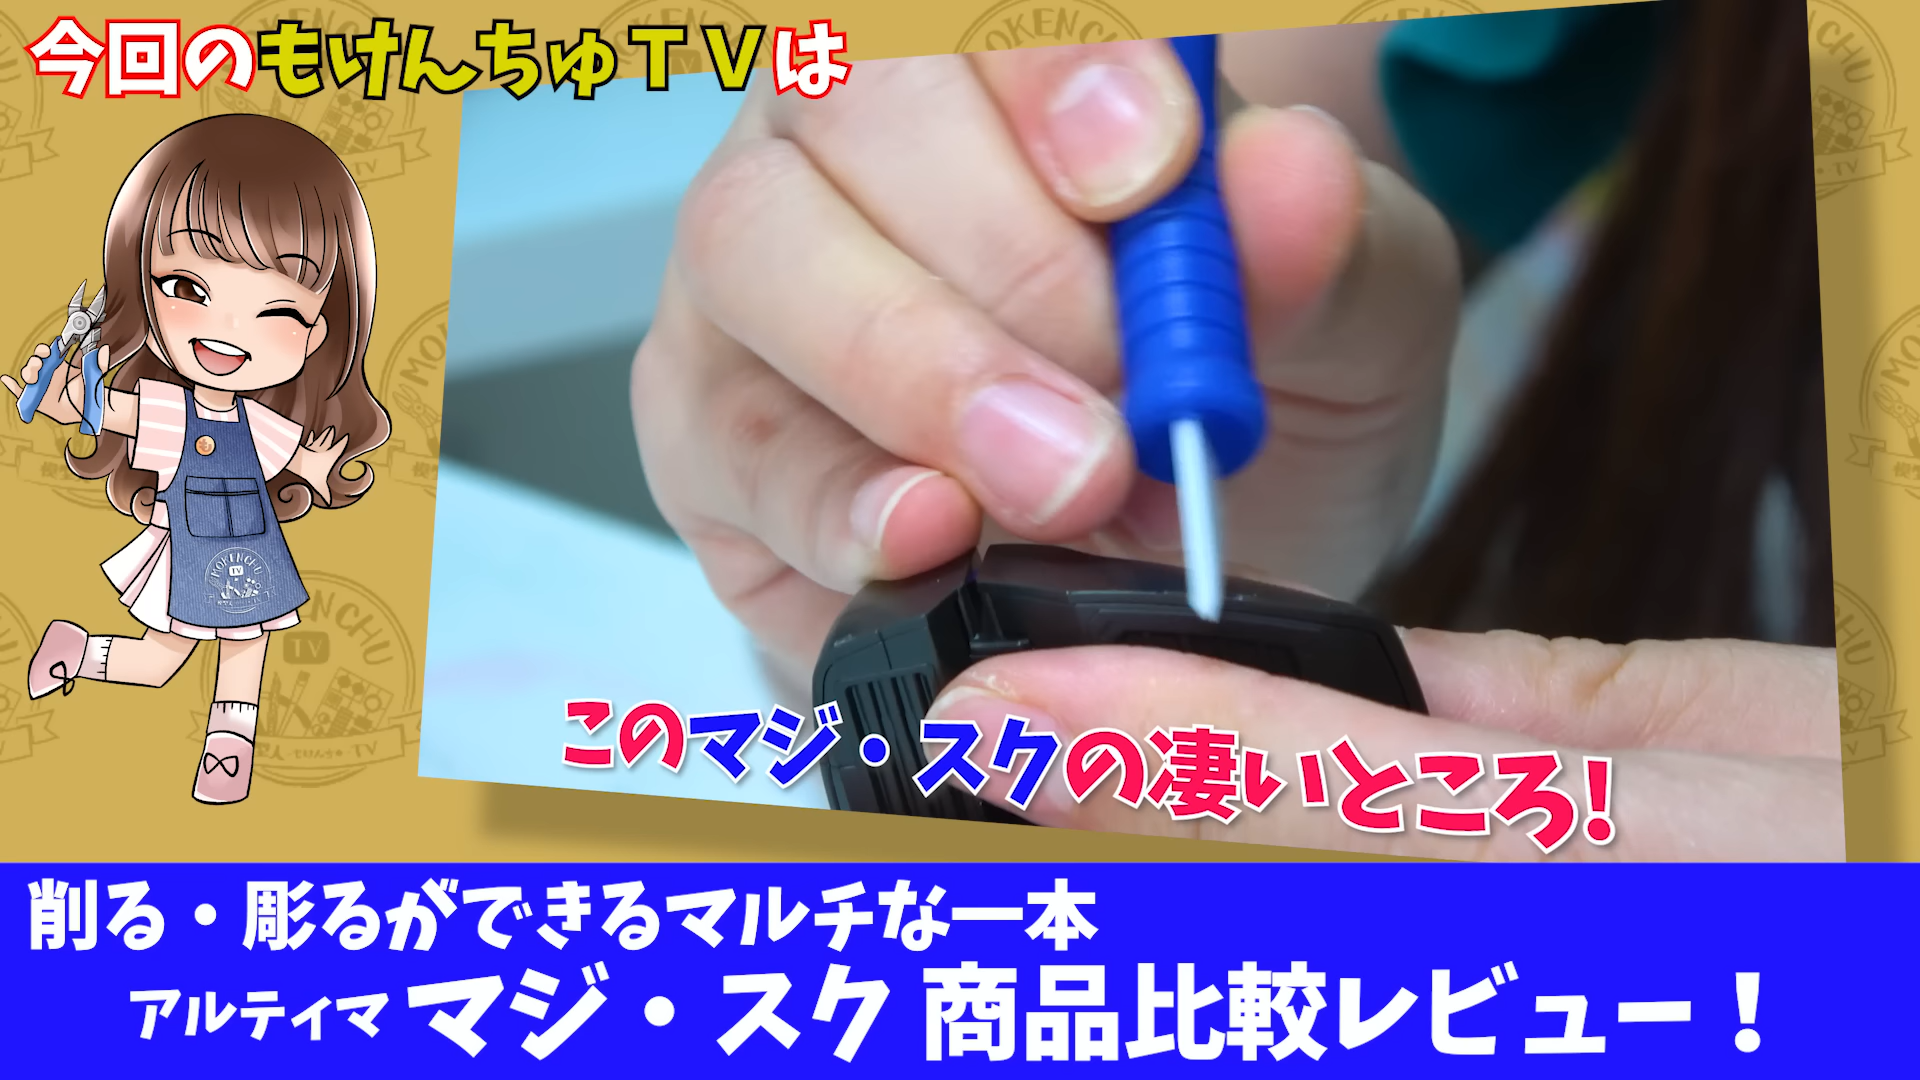 今回のもけんちゅTVは
MOKENCHU
TV
このマジ・スクの凄いところ!
削る・彫るができるマルチな一本
アルティマ マジ・スク 商品比較レビュー!